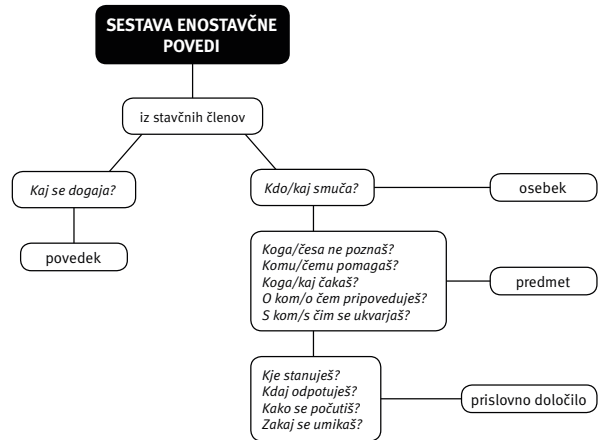 SESTAVA ENOSTAVČNE
POVEDI
iz stavčnih členov
Kaj se dogaja?
povedek
Kdo/kaj smuča?
osebek
Koga/česa ne poznaš?
Komu/čemu pomagaš?
Koga/kaj čakaš?
O kom/o čem pripoveduješ?
S kom/s čim se ukvarjaš?
predmet
Kje stanuješ?
Kdaj odpotuješ?
Kako se počutiš?
Zakaj se umikaš?
prislovno določilo